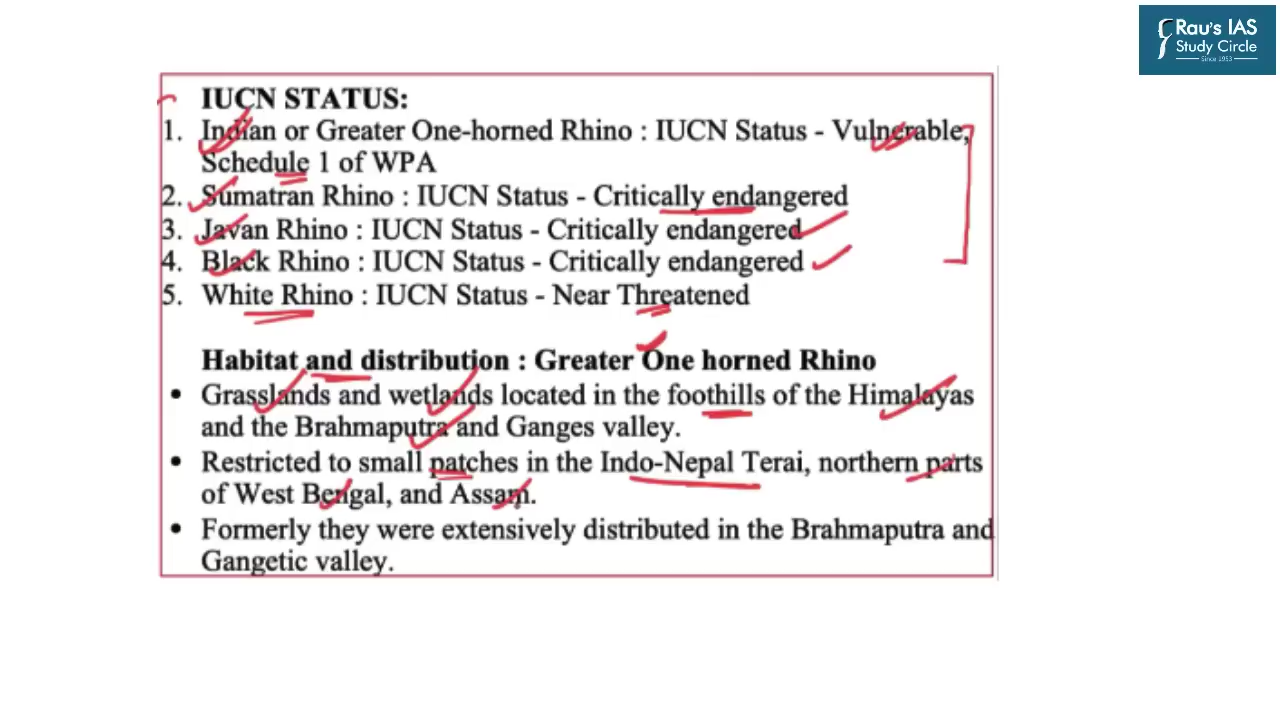 Rau's IAS
Study Circle
Since 1953
IUCN STATUS:
1. Indian or Greater One-horned Rhino : IUCN Status - Vulnerable,
Schedule 1 of WPA
2. Sumatran Rhino : IUCN Status - Critically endangered
3. Javan Rhino : IUCN Status - Critically endangered
4. Black Rhino : IUCN Status - Critically endangered
5. White Rhino : IUCN Status - Near Threatened
Habitat and distribution : Greater One horned Rhino
• Grasslands and wetlands located in the foothills of the Himalayas
and the Brahmaputra and Ganges valley.
• Restricted to small patches in the Indo-Nepal Terai, northern parts
of West Bengal, and Assam.
• Formerly they were extensively distributed in the Brahmaputra and
Gangetic valley.